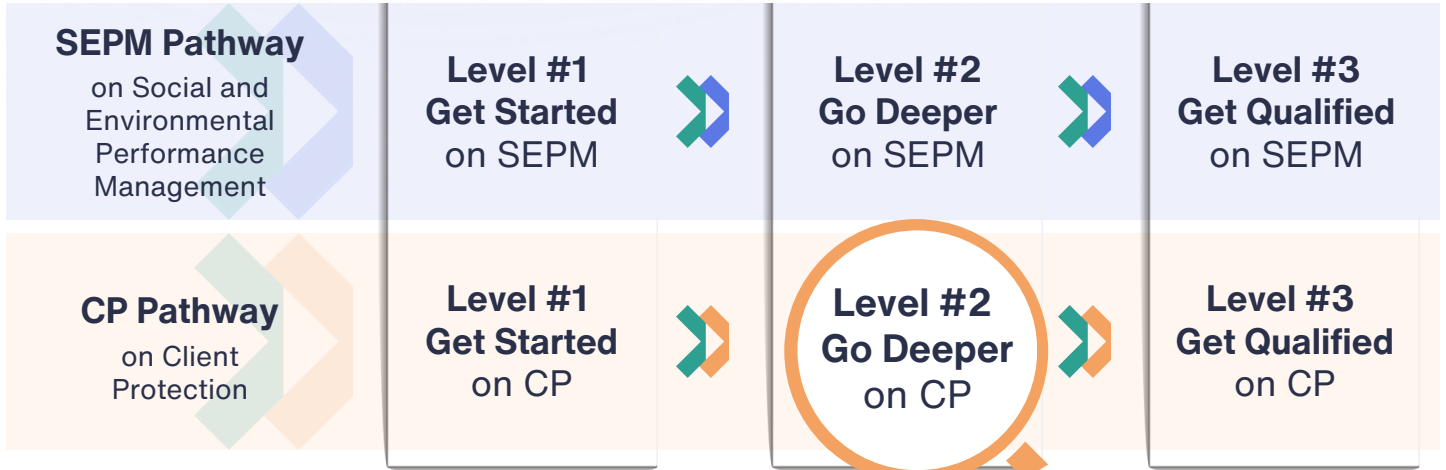 SEPM Pathway
on Social and
Environmental
Performance
Management
Level #1
Get Started
on SEPM
Level #2
Go Deeper
on SEPM
Level #3
Get Qualified
on SEPM
CP Pathway
on Client
Protection
Level #1
Get Started
on CP
Level #2
Go Deeper
on CP
Level #3
Get Qualified
on CP